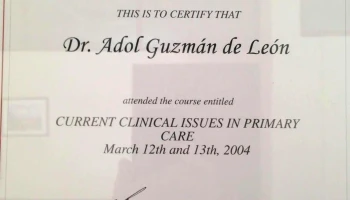 THIS IS TO CERTIFY THAT
Dr. Adol Guzmán de León
attended the course entitled
CURRENT CLINICAL ISSUES IN PRIMARY
CARE
March 12th and 13th, 2004